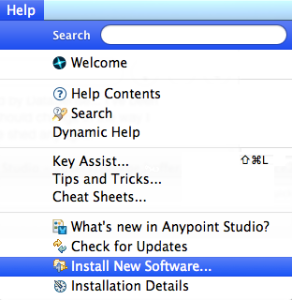 Help
Search
Welcome
Help Contents
Search
Dynamic Help
Key Assist... ⇧⌘L
Tips and Tricks...
Cheat Sheets...
What's new in Anypoint Studio?
Check for Updates
Install New Software...
Installation Details